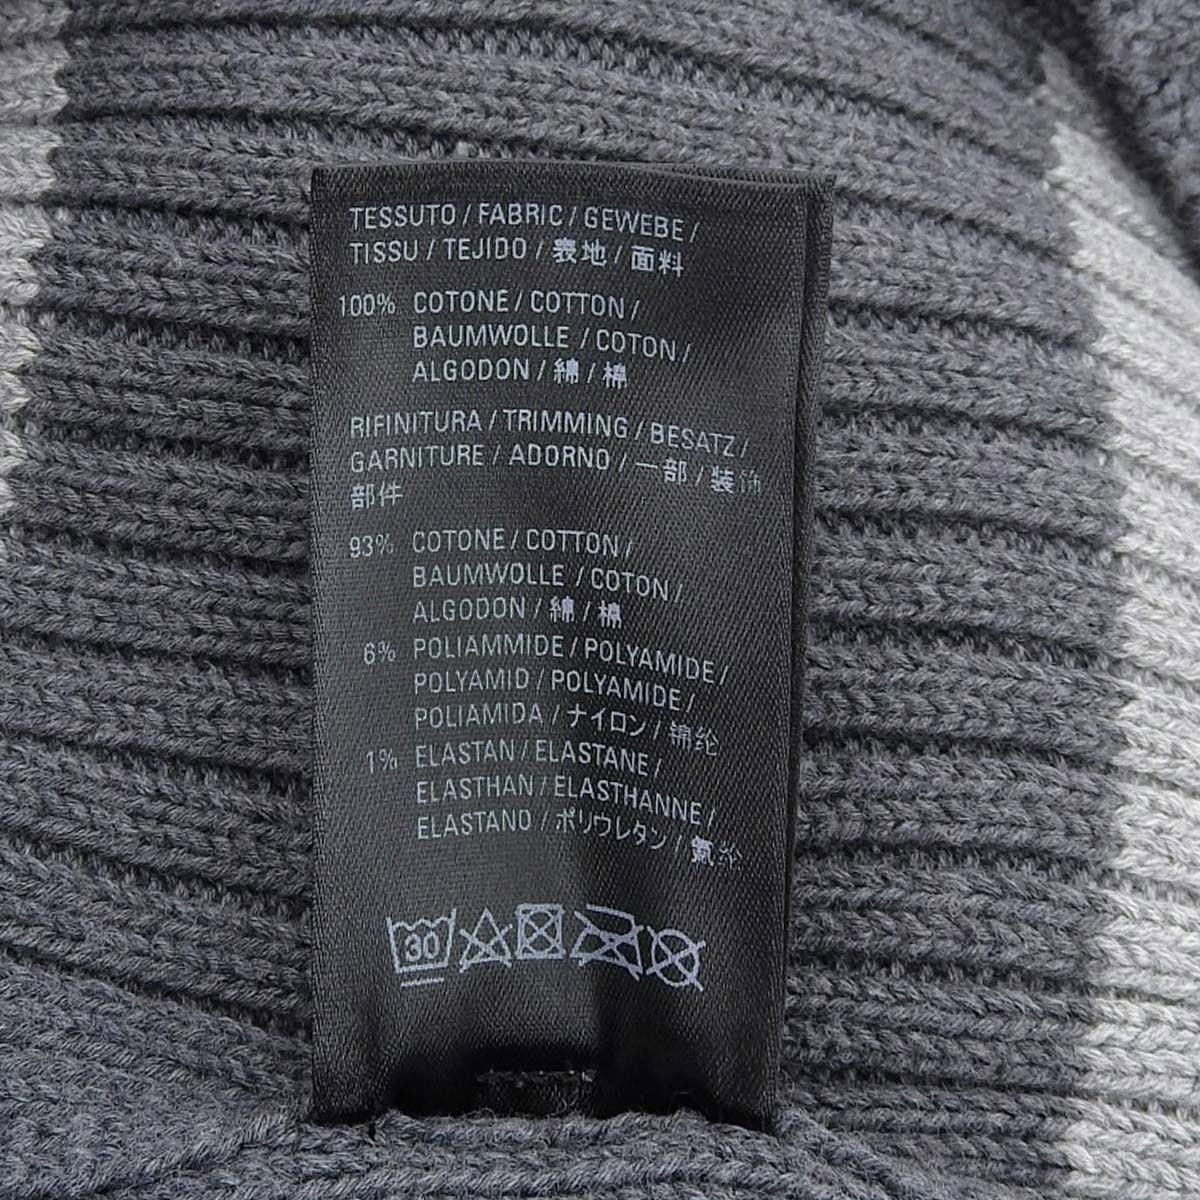 TESSUTO / FABRIC / GEWEBE /
TISSU / TEJIDO / 表地 / 面料
100% COTONE / COTTON /
BAUMWOLLE / COTON /
ALGODON / 綿 / 棉
RIFINITURA / TRIMMING / BESATZ /
GARNITURE / ADORNO / 一部 / 装饰
部件
93% COTONE / COTTON /
BAUMWOLLE / COTON /
ALGODON / 綿 / 棉
6% POLIAMMIDE / POLYAMIDE /
POLYAMID / POLYAMIDE /
POLIAMIDA / ナイロン / 锦纶
1% ELASTAN / ELASTANE /
ELASTHAN / ELASTHANNE /
ELASTANO / ポリウレタン / 氨纶
30